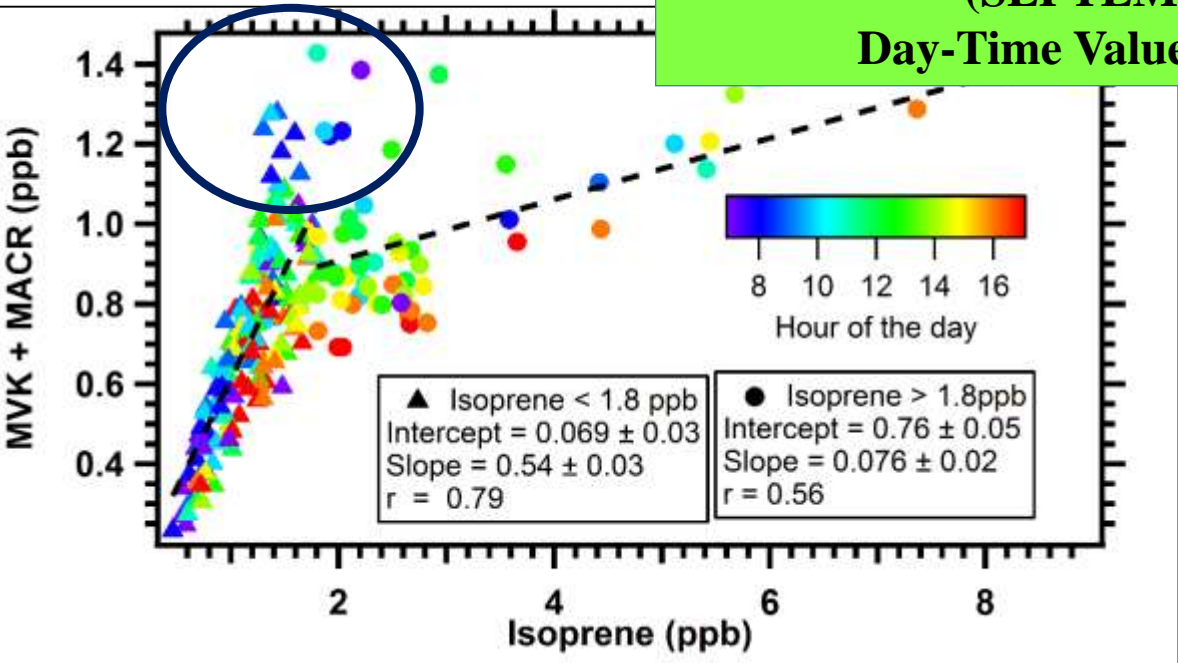 (SEPTEM
Day-Time Value
1.4
1.2
1.0
0.8
0.6
0.4
MVK + MACR (ppb)
8 10 12 14 16
Hour of the day
▲ Isoprene < 1.8 ppb
Intercept = 0.069 ± 0.03
Slope = 0.54 ± 0.03
r = 0.79
● Isoprene > 1.8ppb
Intercept = 0.76 ± 0.05
Slope = 0.076 ± 0.02
r = 0.56
2 4 6 8
Isoprene (ppb)